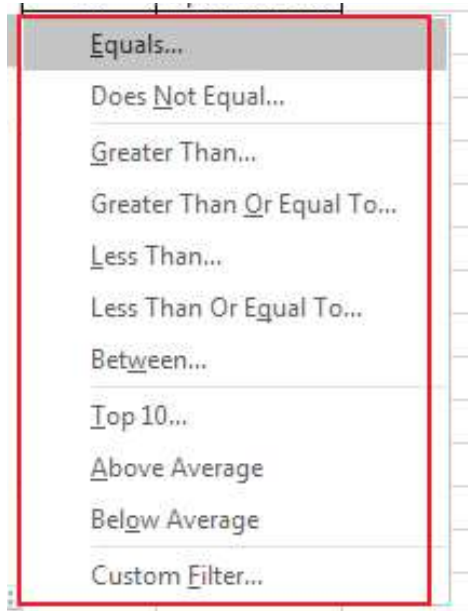 Equals...
Does Not Equal...
Greater Than...
Greater Than Or Equal To...
Less Than...
Less Than Or Equal To...
Between...
Top 10...
Above Average
Below Average
Custom Filter...